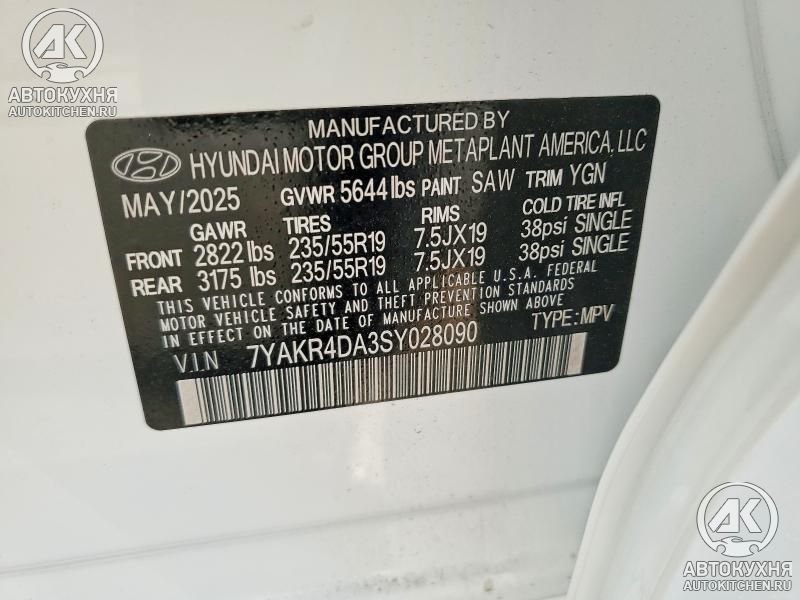 AK
АВТОКУХНЯ
AUTOKITCHEN.RU
MANUFACTURED BY
HYUNDAI MOTOR GROUP METAPLANT AMERICA, LLC
MAY/2025 GVWR 5644 lbs PAINT SAW TRIM YGN
GAWR TIRES RIMS COLD TIRE INFL
FRONT 2822 lbs 235/55R19 7.5JX19 38psi SINGLE
REAR 3175 lbs 235/55R19 7.5JX19 38psi SINGLE
THIS VEHICLE CONFORMS TO ALL APPLICABLE U.S.A. FEDERAL
MOTOR VEHICLE SAFETY AND THEFT PREVENTION STANDARDS
IN EFFECT ON THE DATE OF MANUFACTURE SHOWN ABOVE
V.I.N 7YAKR4DA3SY028090 TYPE:MPV
AK
АВТОКУХНЯ
AUTOKITCHEN.RU